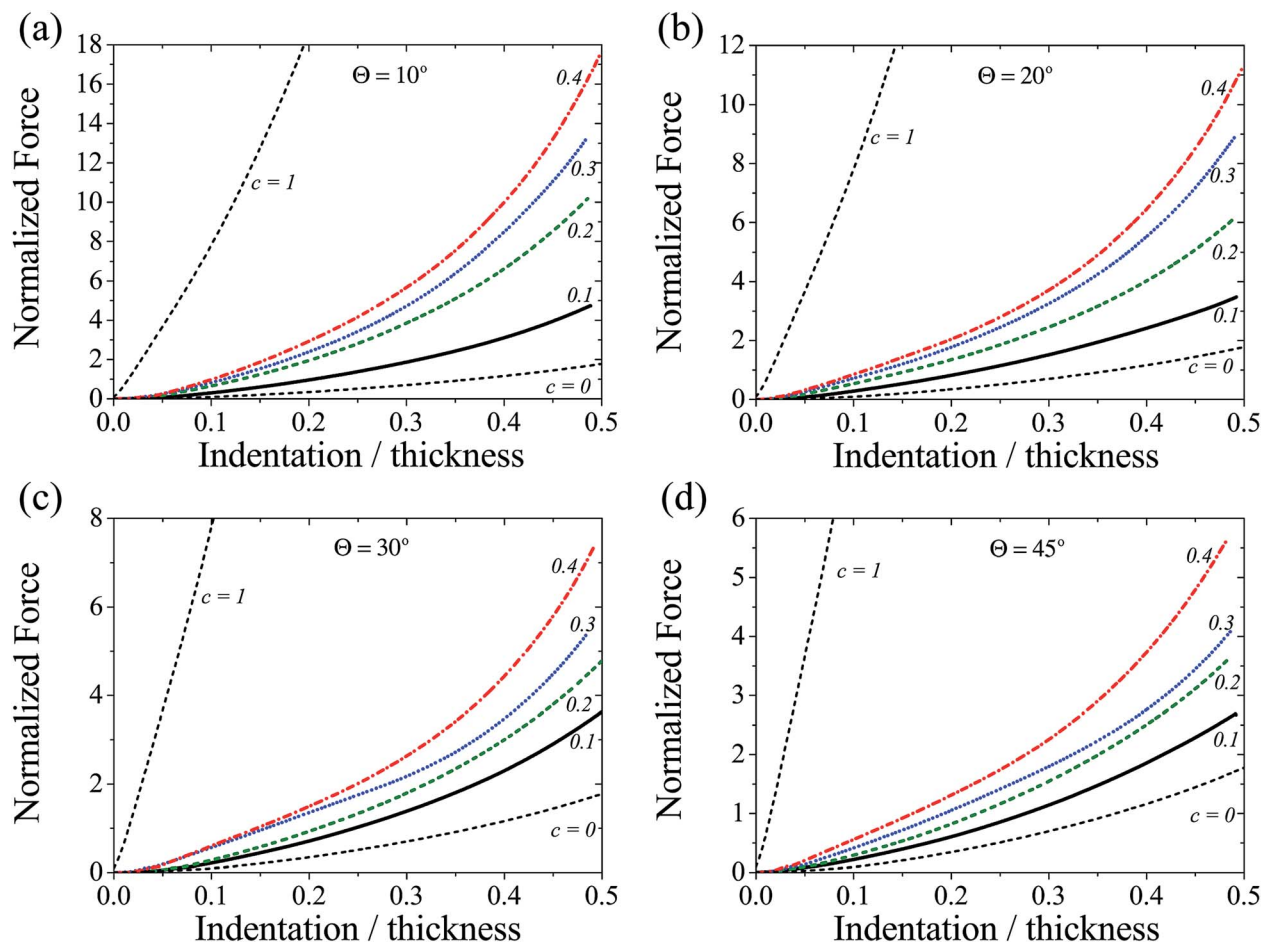 (a)
Θ = 10º
Normalized Force
18
16
14
12
10
8
6
4
2
0
c = 1
0.4
0.3
0.2
0.1
c = 0
0.0 0.1 0.2 0.3 0.4 0.5
Indentation / thickness
(b)
Θ = 20º
Normalized Force
12
10
8
6
4
2
0
c = 1
0.4
0.3
0.2
0.1
c = 0
0.0 0.1 0.2 0.3 0.4 0.5
Indentation / thickness
(c)
Θ = 30º
Normalized Force
8
6
4
2
0
c = 1
0.4
0.3
0.2
0.1
c = 0
0.0 0.1 0.2 0.3 0.4 0.5
Indentation / thickness
(d)
Θ = 45º
Normalized Force
6
5
4
3
2
1
0
c = 1
0.4
0.3
0.2
0.1
c = 0
0.0 0.1 0.2 0.3 0.4 0.5
Indentation / thickness